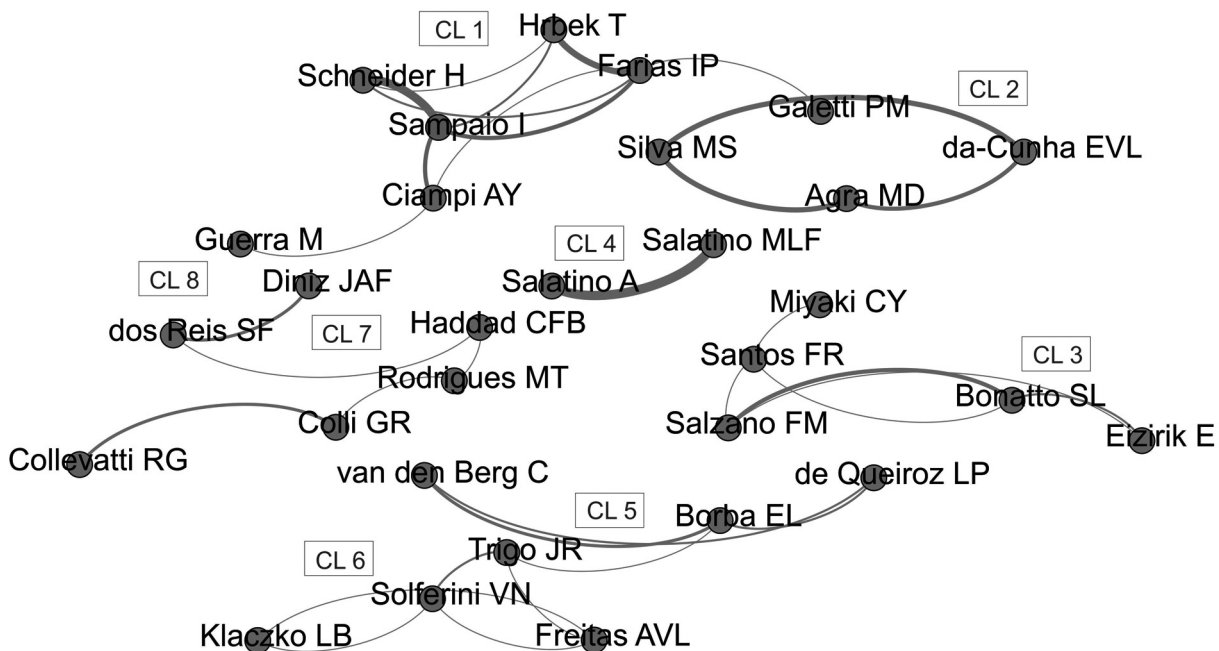 Hrbek T
CL 1
Schneider H
Farias IP
CL 2
Galetti PM
Sampaio I
Silva MS
da-Cunha EVL
Ciampi AY
Agra MD
Guerra M
CL 4
Salatino MLF
CL 8
Diniz JAF
Salatino A
Miyaki CY
dos Reis SF
CL 7
Haddad CFB
Santos FR
CL 3
Rodrigues MT
Bonatto SL
Colli GR
Salzano FM
Eizirik E
Collevatti RG
van den Berg C
de Queiroz LP
CL 5
Borba EL
CL 6
Trigo JR
Solferini VN
Klaczko LB
Freitas AVL